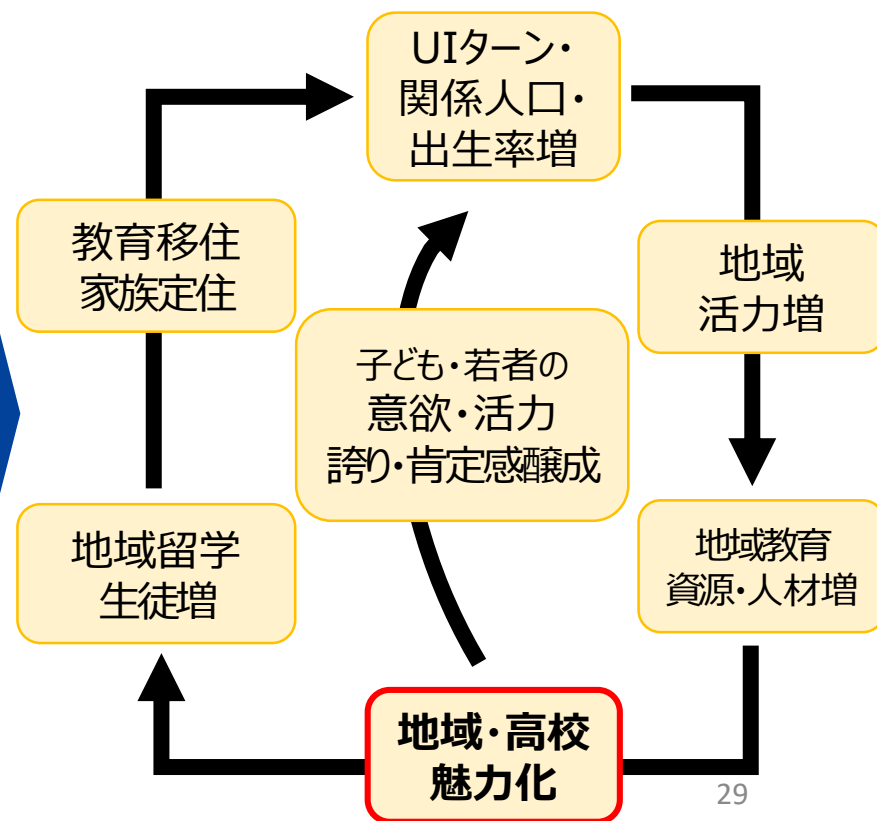 UIターン・
関係人口・
出生率増
教育移住
家族定住
地域
活力増
子ども・若者の
意欲・活力
誇り・肯定感醸成
地域留学
生徒増
地域教育
資源・人材増
地域・高校
魅力化
29